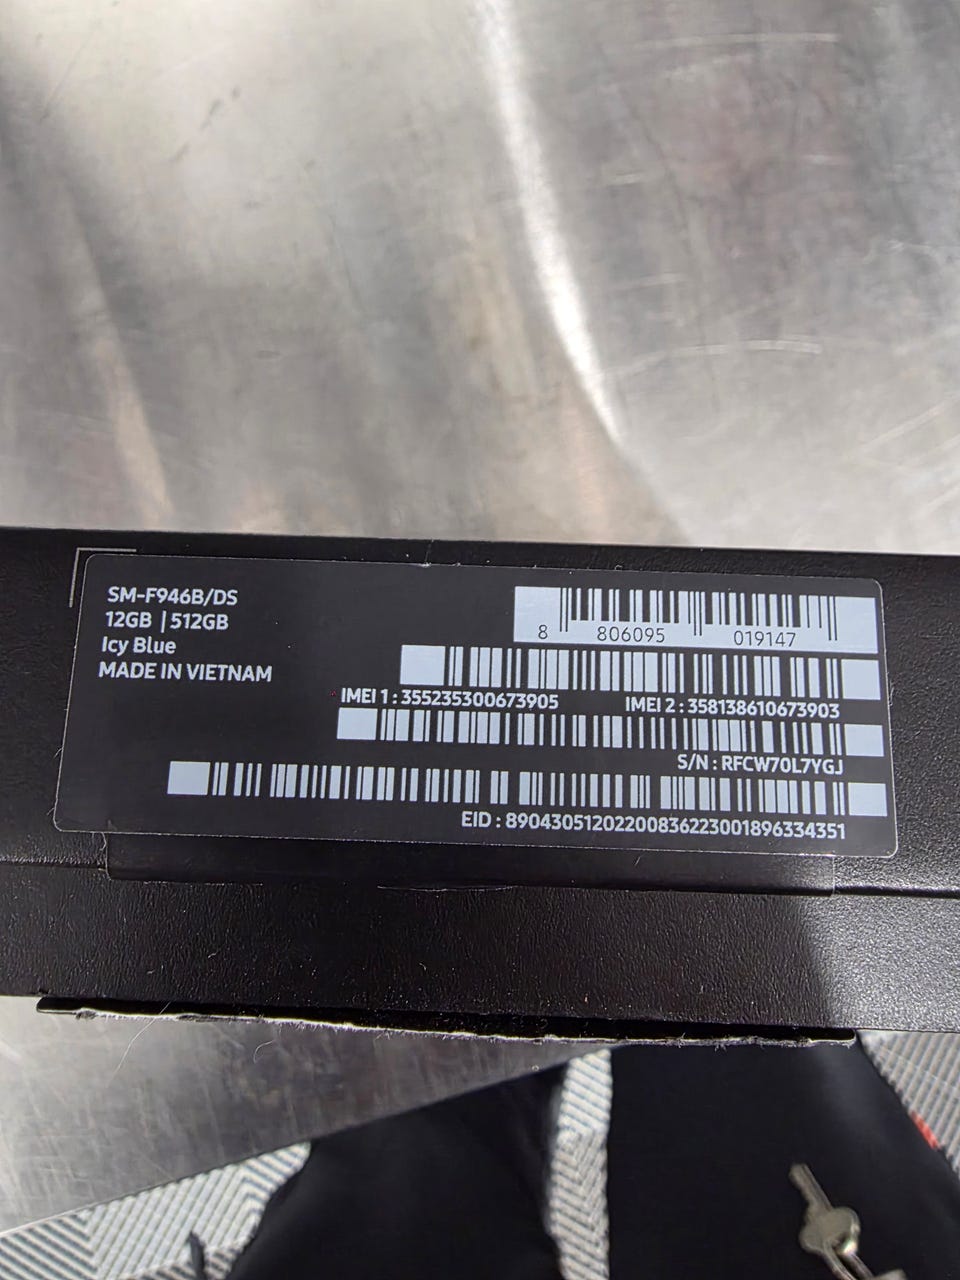 SM-F946B/DS
12GB | 512GB
Icy Blue
MADE IN VIETNAM
8 806095 019147
IMEI 1 : 355235300673905 IMEI 2 : 358138610673903
S/N : RFCW70L7YGJ
EID : 89043051202200836223001896334351